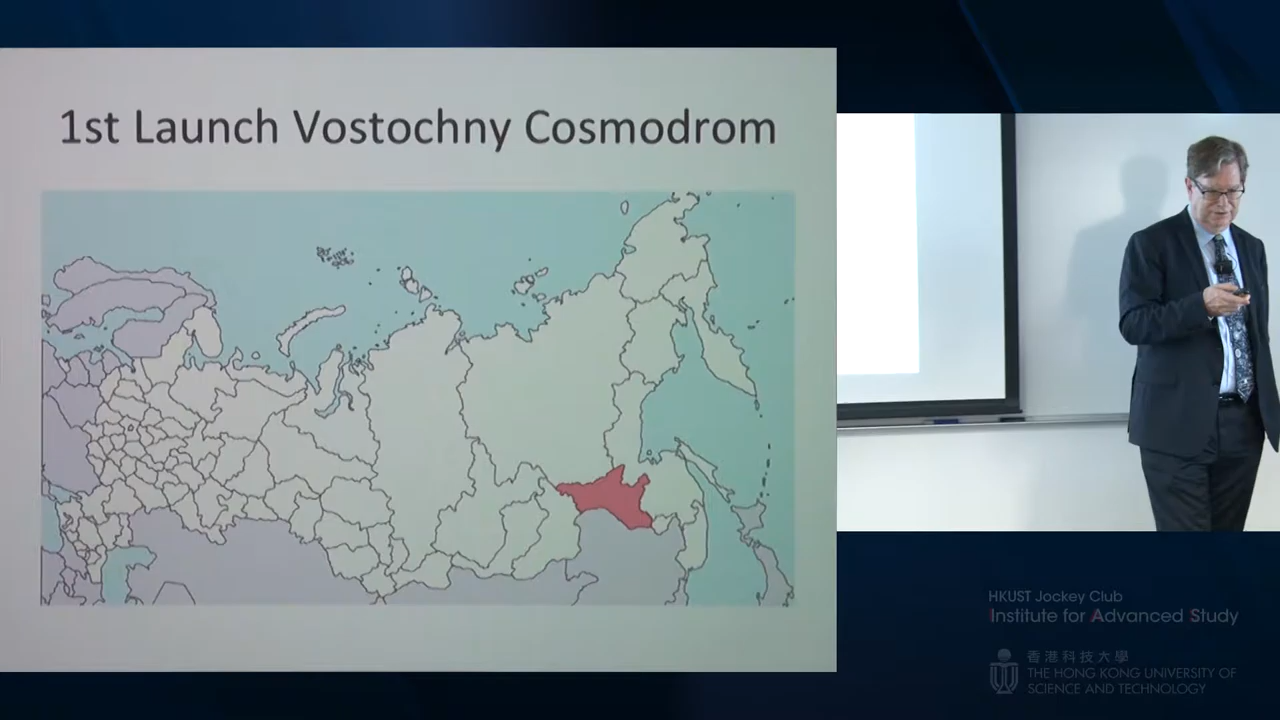 1st Launch Vostochny Cosmodrom
HKUST Jockey Club
Institute for Advanced Study
香港科技大學
THE HONG KONG UNIVERSITY OF
SCIENCE AND TECHNOLOGY